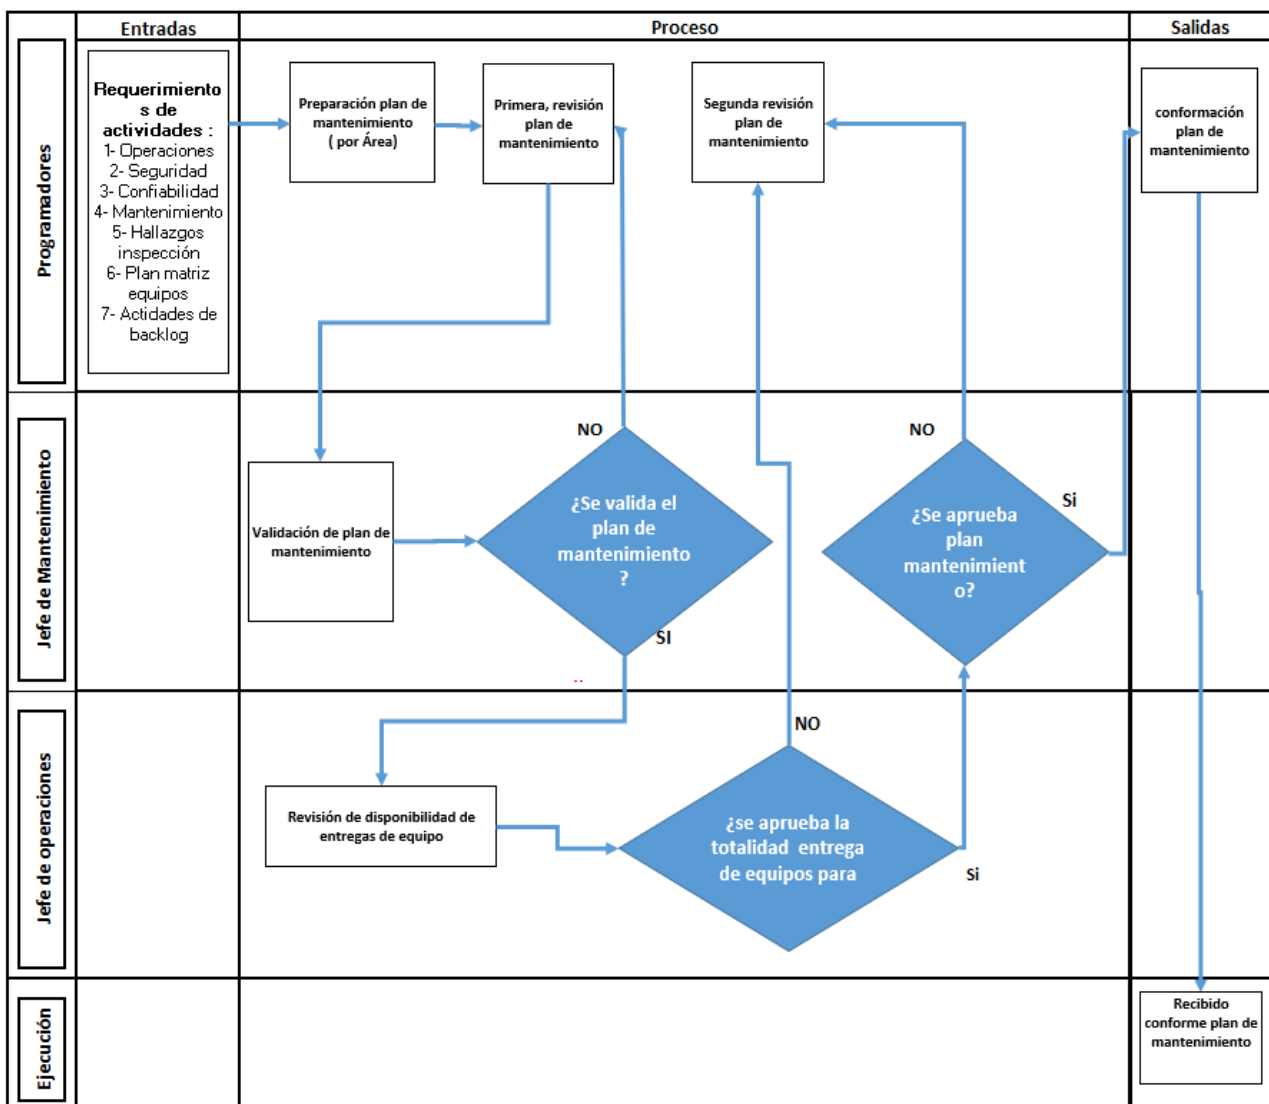 Entradas
Proceso
Salidas
Programadores
Requerimiento
s de
actividades :
1- Operaciones
2- Seguridad
3- Confiabilidad
4- Mantenimiento
5- Hallazgos
inspección
6- Plan matriz
equipos
7- Actidades de
backlog
Preparación plan de
mantenimiento
( por Área)
Primera, revisión
plan de
mantenimiento
Segunda revisión
plan de
mantenimiento
conformación
plan de
mantenimiento
Jefe de Mantenimiento
Validación de plan de
mantenimiento
NO
¿Se valida el
plan de
mantenimiento
?
SI
..
NO
¿Se aprueba
plan
mantenimient
o?
Si
Jefe de operaciones
Revisión de disponibilidad de
entregas de equipo
NO
¿se aprueba la
totalidad entrega
de equipos para
Si
Ejecución
Recibido
conforme plan de
mantenimiento